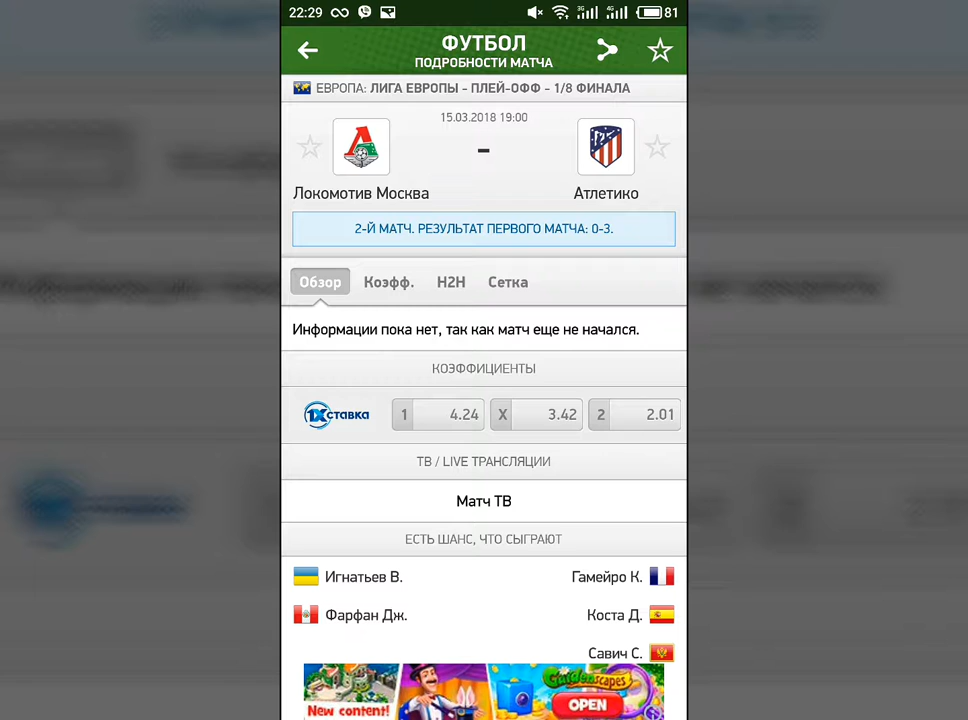 22:29
3G
4G
81
ФУТБОЛ
ПОДРОБНОСТИ МАТЧА
ЕВРОПА: ЛИГА ЕВРОПЫ - ПЛЕЙ-ОФФ - 1/8 ФИНАЛА
15.03.2018 19:00
-
Локомотив Москва
Атлетико
2-Й МАТЧ. РЕЗУЛЬТАТ ПЕРВОГО МАТЧА: 0-3.
Обзор Коэфф. H2H Сетка
Информации пока нет, так как матч еще не начался.
КОЭФФИЦИЕНТЫ
1Xставка 1 4.24 X 3.42 2 2.01
ТВ / LIVE ТРАНСЛЯЦИИ
Матч ТВ
ЕСТЬ ШАНС, ЧТО СЫГРАЮТ
Игнатьев В. Гамейро К.
Фарфан Дж. Коста Д.
Савич С.
Gardenscapes
New content!
OPEN